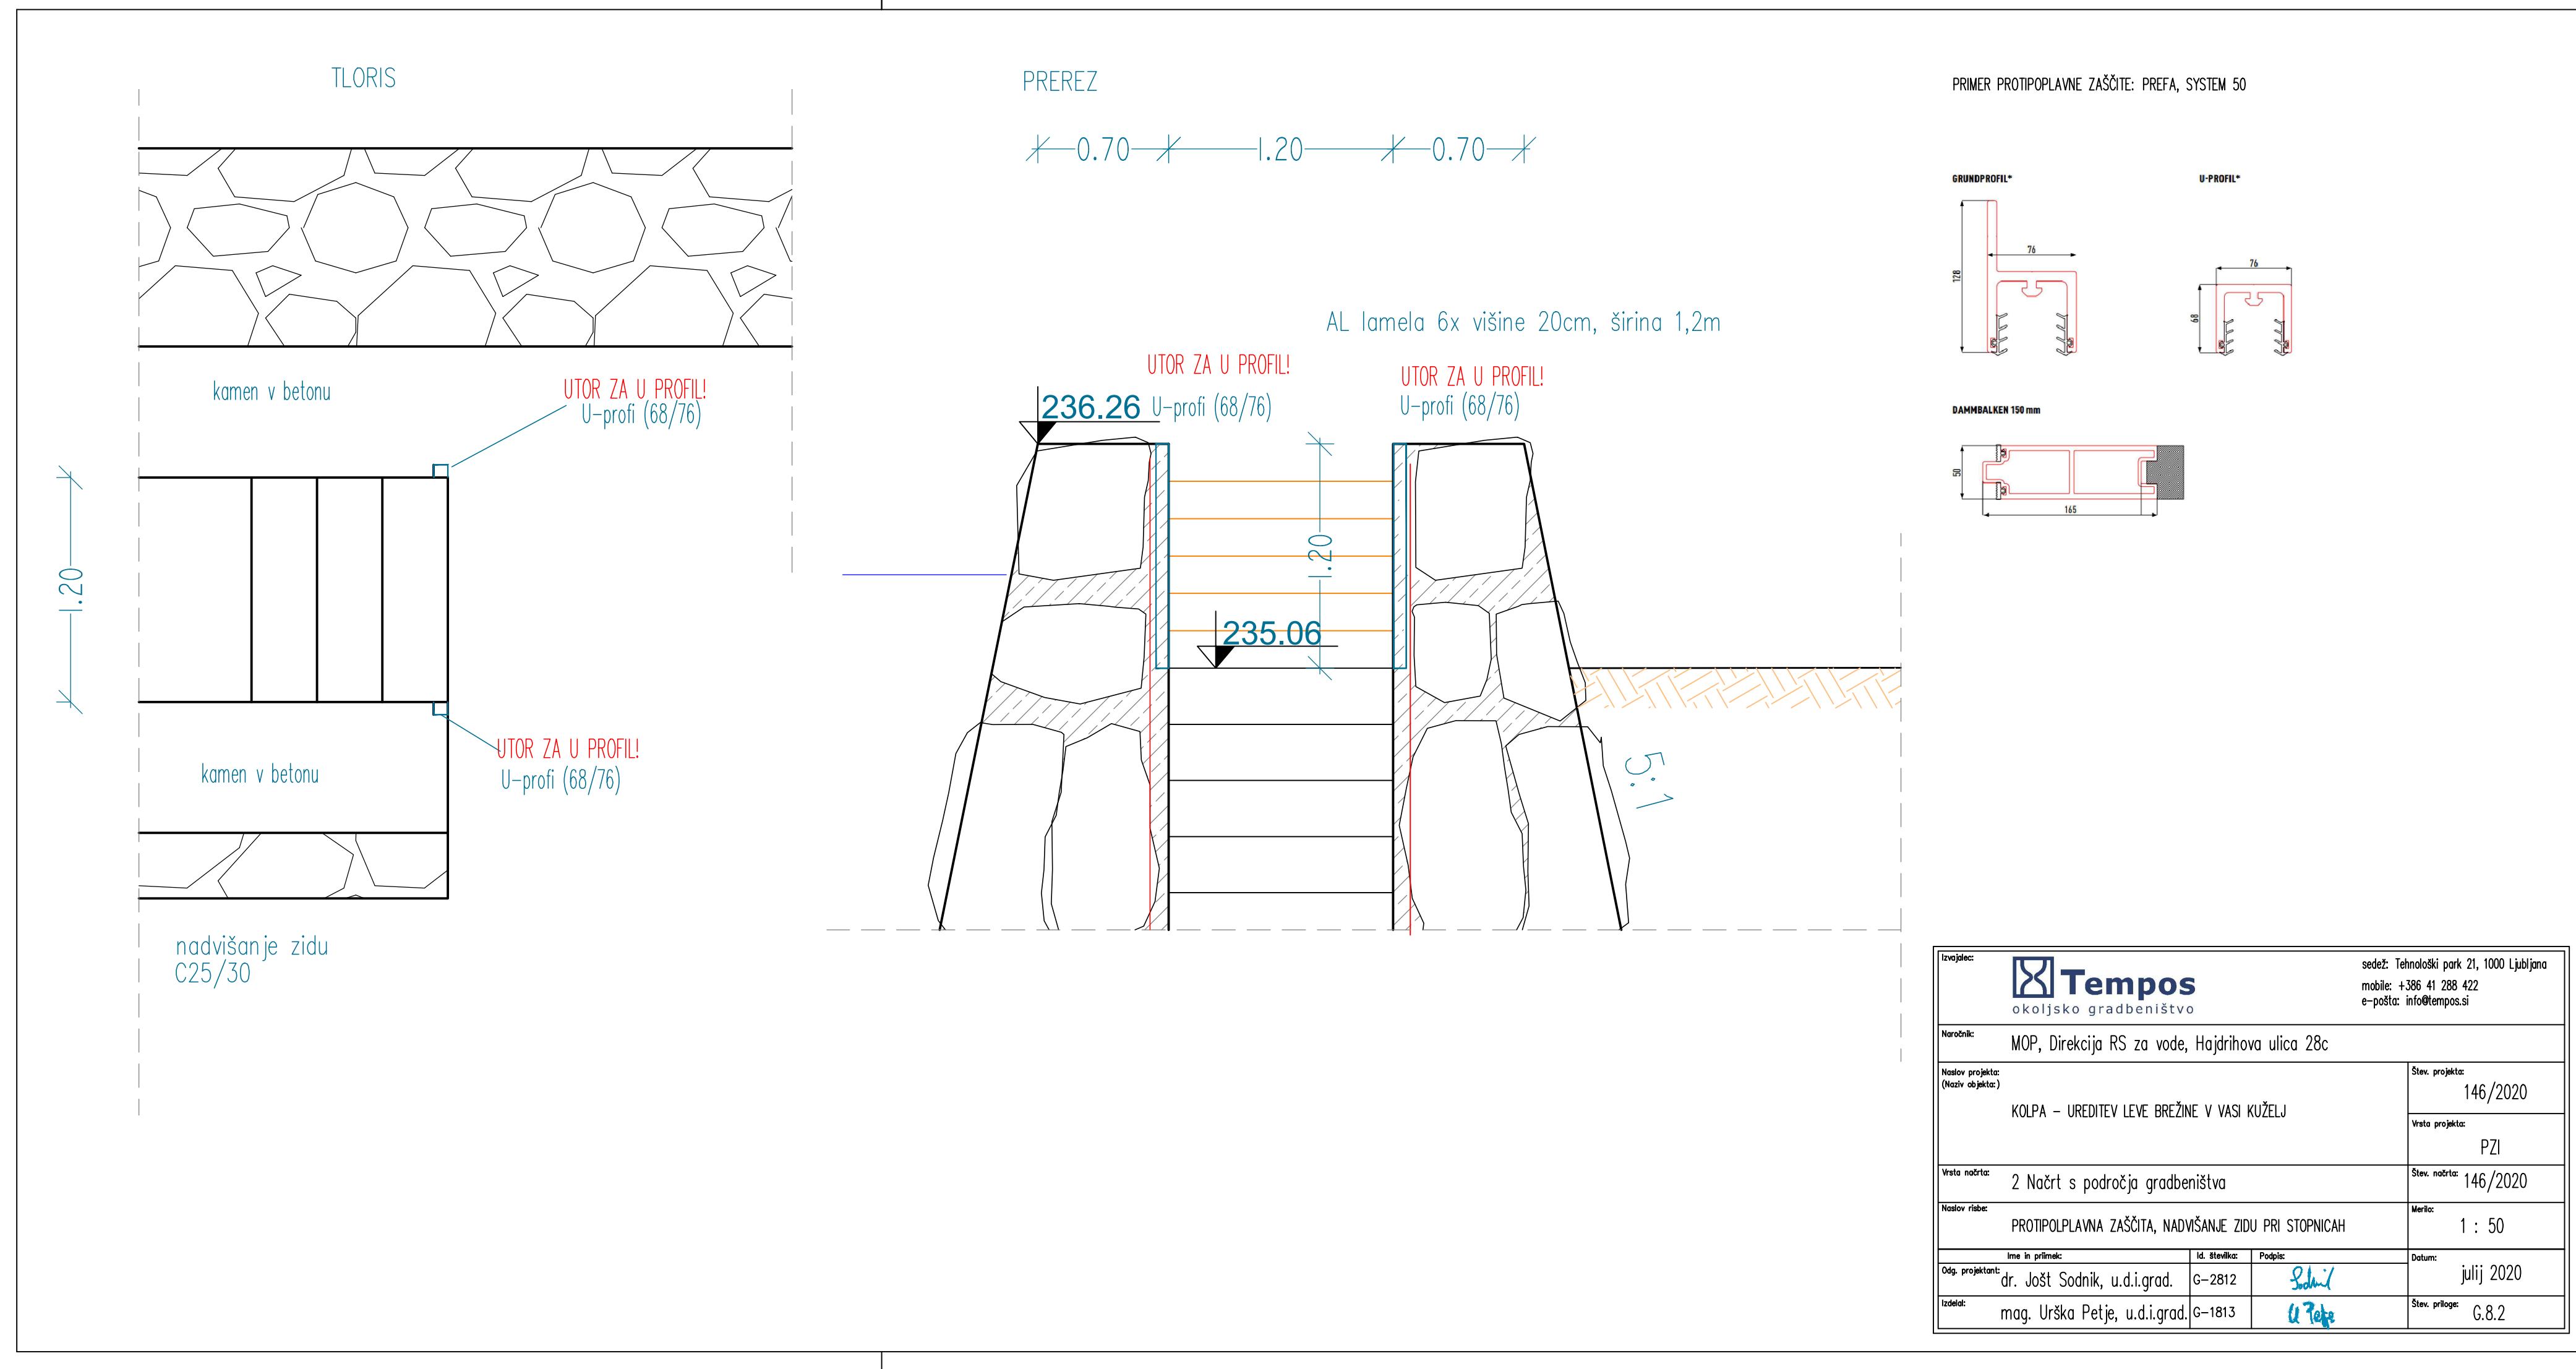 TLORIS
kamen v betonu
UTOR ZA U PROFIL!
U-profi (68/76)
1.20
UTOR ZA U PROFIL!
U-profi (68/76)
kamen v betonu
nadvišanje zidu
C25/30
PREREZ
0.70
1.20
0.70
AL lamela 6x višine 20cm, širina 1,2m
UTOR ZA U PROFIL!
U-profi (68/76)
UTOR ZA U PROFIL!
U-profi (68/76)
236.26
1.20
235.06
5:1
PRIMER PROTIPOPLAVNE ZAŠČITE: PREFA, SYSTEM 50
GRUNDPROFIL*
76
128
U-PROFIL*
76
68
DAMMBALKEN 150 mm
50
165
Izvajalec:
Tempos
okoljsko gradbeništvo
sedež: Tehnološki park 21, 1000 Ljubljana
mobile: +386 41 288 422
e-pošta: info@tempos.si
Naročnik:
MOP, Direkcija RS za vode, Hajdrihova ulica 28c
Naslov projekta:
(Naziv objekta:)
KOLPA - UREDITEV LEVE BREŽINE V VASI KUŽELJ
Štev. projekta:
146/2020
Vrsta projekta:
PZI
Vrsta načrta:
2 Načrt s področja gradbeništva
Štev. načrta:
146/2020
Naslov risbe:
PROTIPOLPLAVNA ZAŠČITA, NADVIŠANJE ZIDU PRI STOPNICAH
Merilo:
1 : 50
Ime in priimek:
Id. številka:
Podpis:
Odg. projektant:
dr. Jošt Sodnik, u.d.i.grad.
G-2812
Sodnik
Datum:
julij 2020
Izdelal:
mag. Urška Petje, u.d.i.grad.
G-1813
U Petje
Štev. priloge:
G.8.2